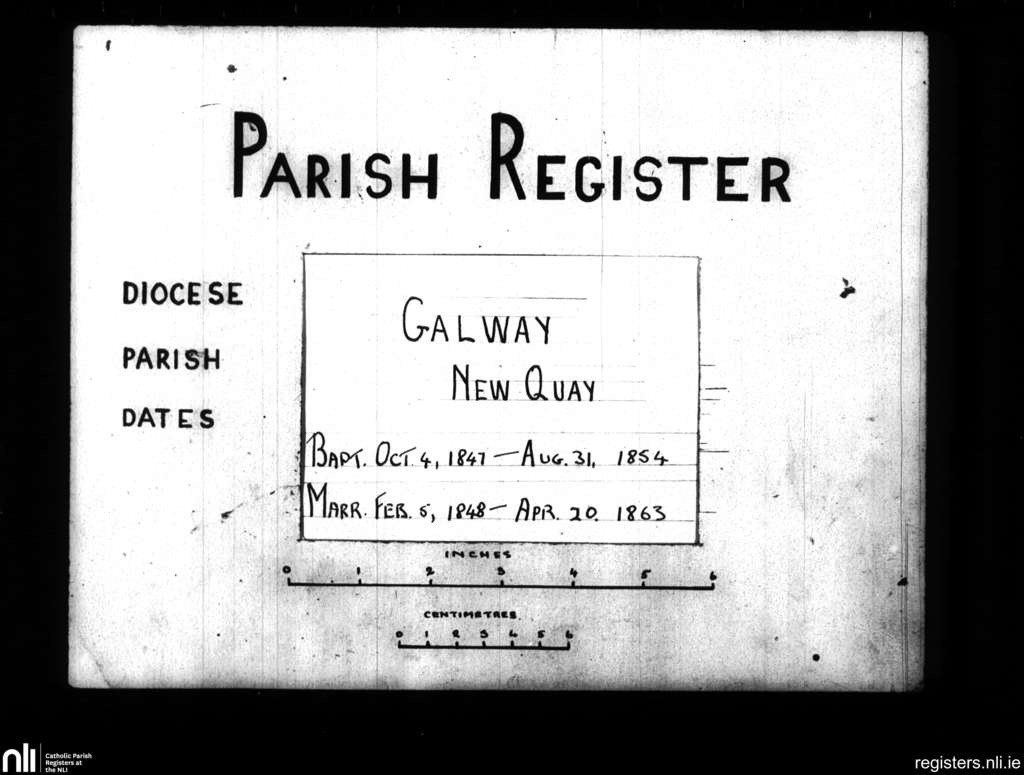 PARISH REGISTER
DIOCESE
GALWAY
PARISH
NEW QUAY
DATES
BAPT. OCT. 4, 1847 – AUG. 31, 1854
MARR. FEB. 5, 1848 – APR. 20. 1863
INCHES
0 1 2 3 4 5 6
CENTIMETRES
0 1 2 3 4 5 6
nli
Catholic Parish
Registers at
the NLI
registers.nli.ie